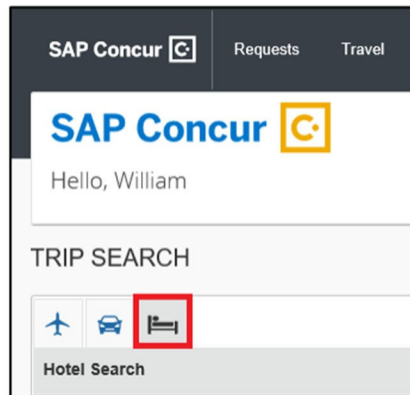 SAP Concur C Requests Travel
SAP Concur C
Hello, William
TRIP SEARCH
Hotel Search